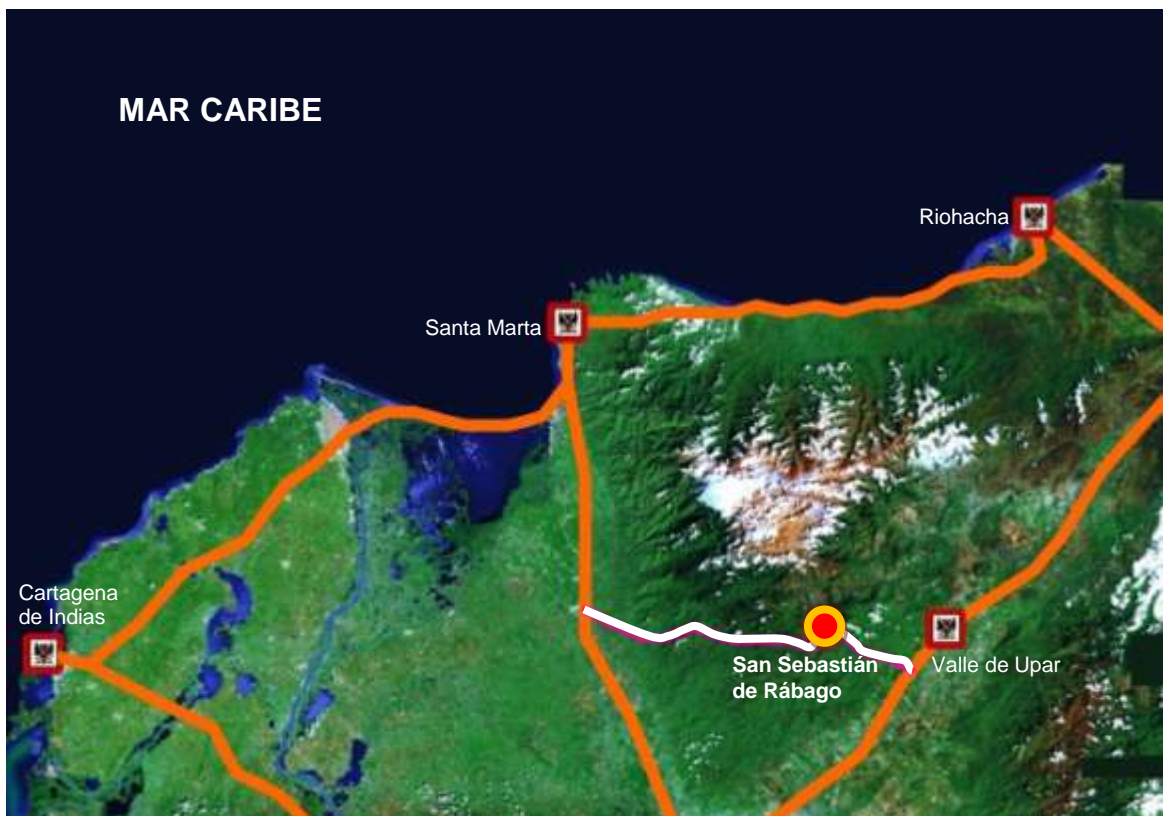 MAR CARIBE
Riohacha
Santa Marta
Cartagena
de Indias
San Sebastián
de Rábago
Valle de Upar